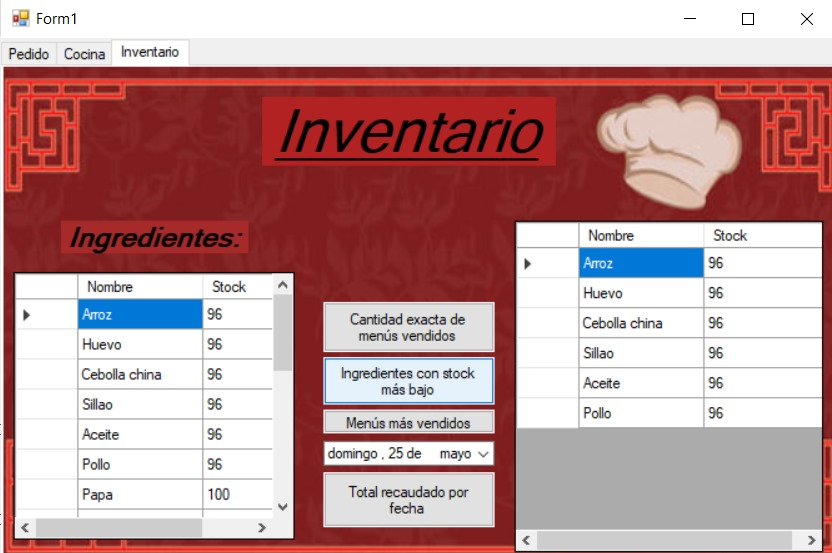 Form1
Pedido Cocina Inventario
Inventario
Ingredientes:
Nombre Stock
Arroz 96
Huevo 96
Cebolla china 96
Sillao 96
Aceite 96
Pollo 96
Papa 100
Cantidad exacta de
menús vendidos
Ingredientes con stock
más bajo
Menús más vendidos
domingo , 25 de mayo
Total recaudado por
fecha
Nombre Stock
Arroz 96
Huevo 96
Cebolla china 96
Sillao 96
Aceite 96
Pollo 96